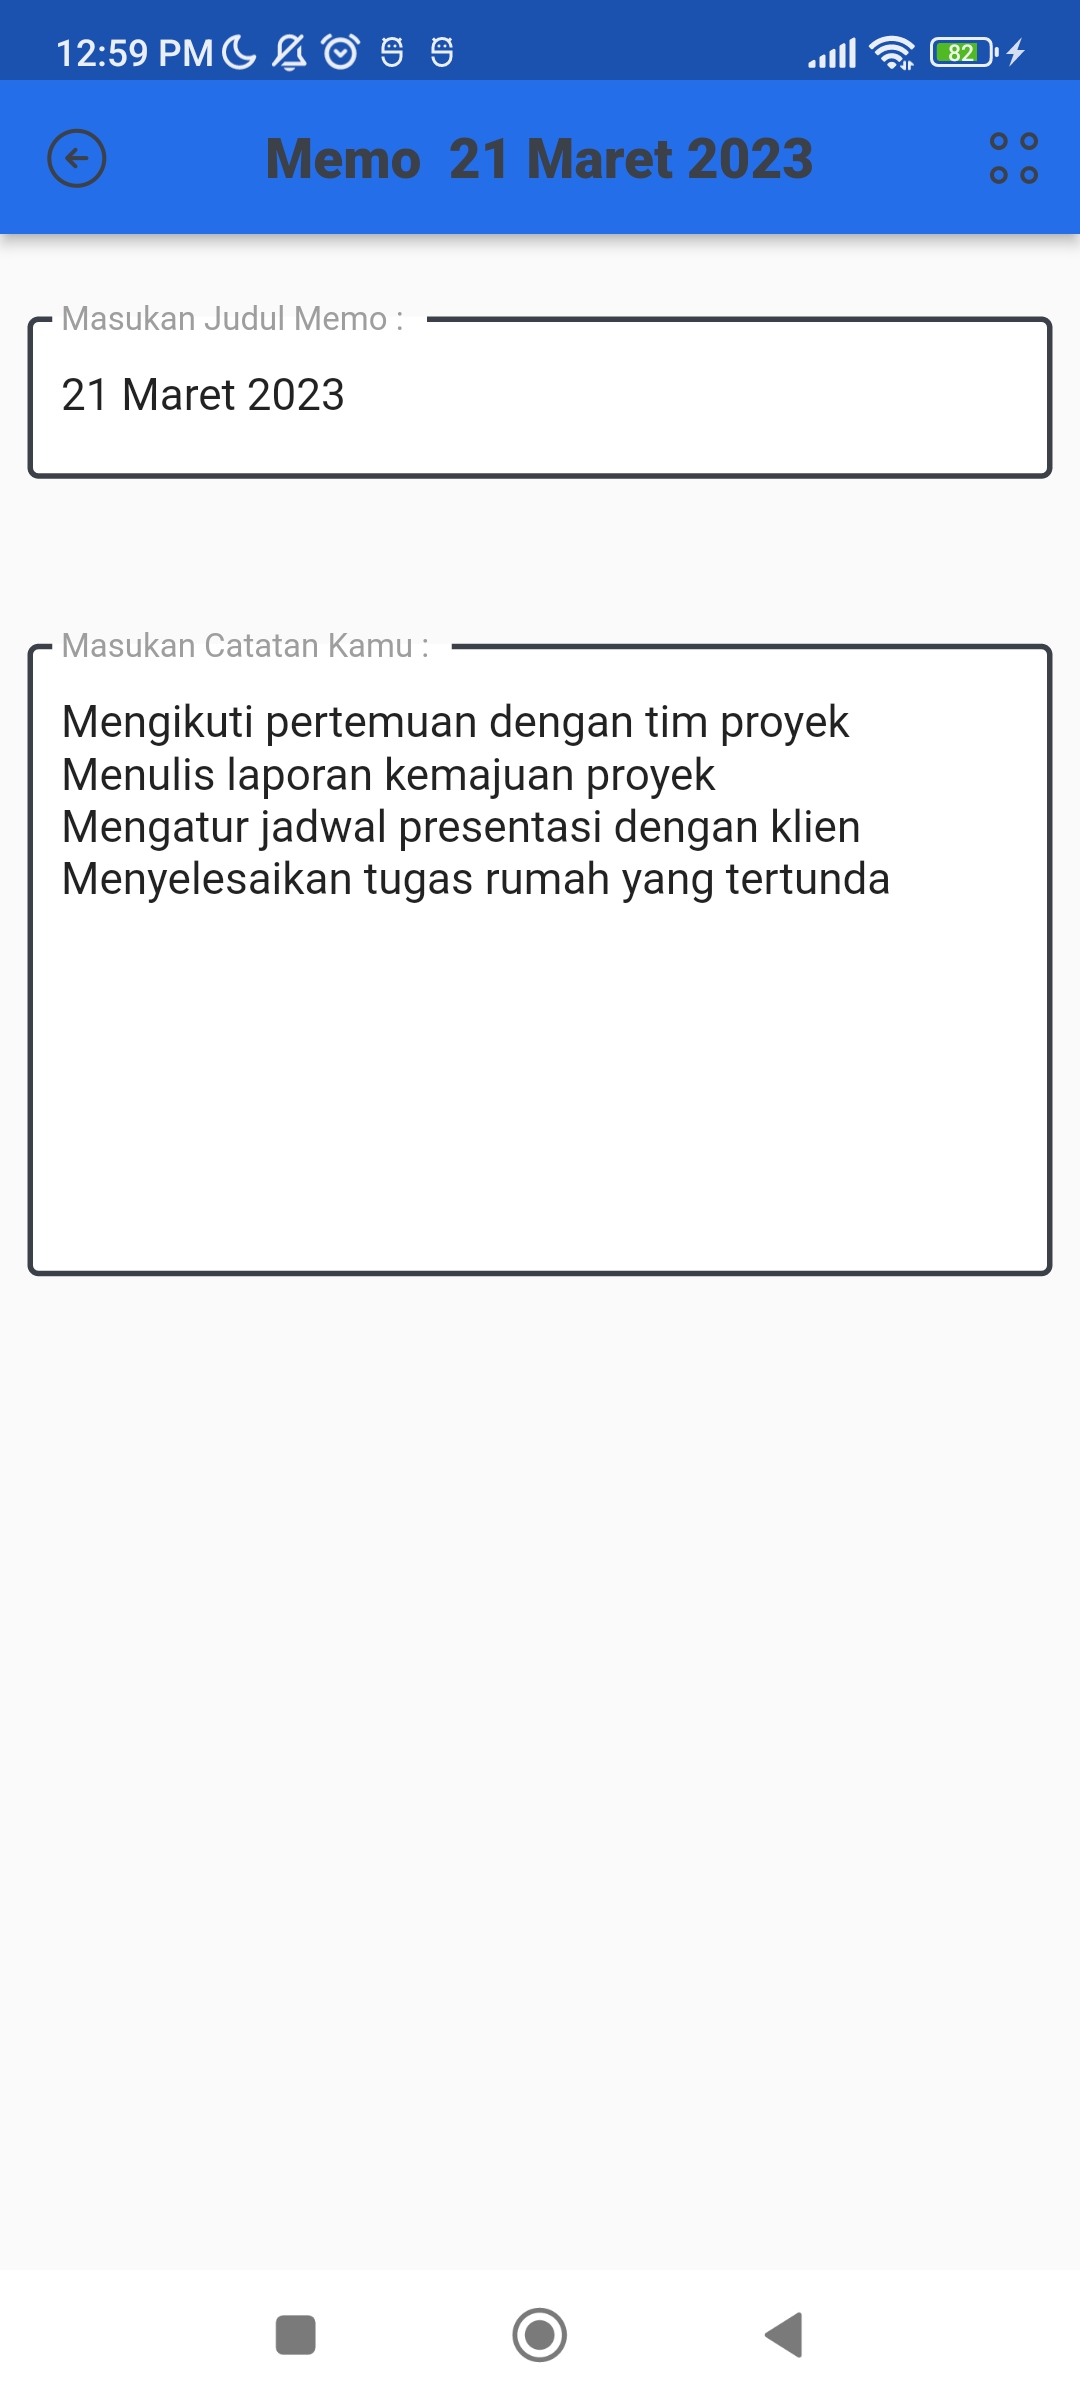 12:59 PM
82
Memo  21 Maret 2023
Masukan Judul Memo :
21 Maret 2023
Masukan Catatan Kamu :
Mengikuti pertemuan dengan tim proyek
Menulis laporan kemajuan proyek
Mengatur jadwal presentasi dengan klien
Menyelesaikan tugas rumah yang tertunda